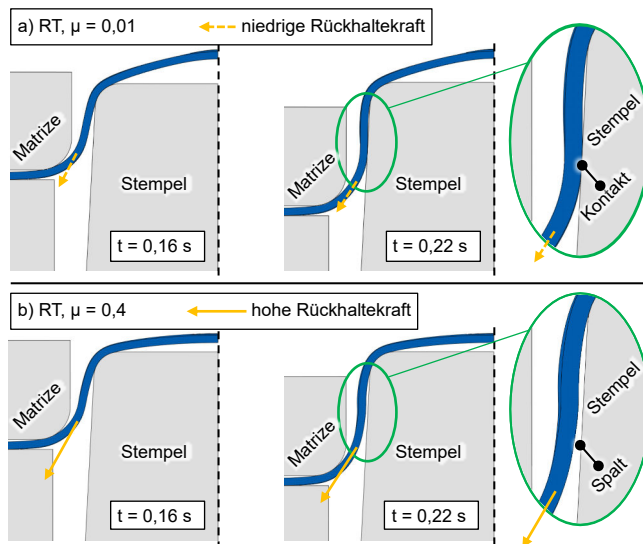 a) RT, µ = 0,01
niedrige Rückhaltekraft
Matrize
Stempel
t = 0,16 s
Matrize
Stempel
t = 0,22 s
Stempel
Kontakt
b) RT, µ = 0,4
hohe Rückhaltekraft
Matrize
Stempel
t = 0,16 s
Matrize
Stempel
t = 0,22 s
Stempel
Spalt